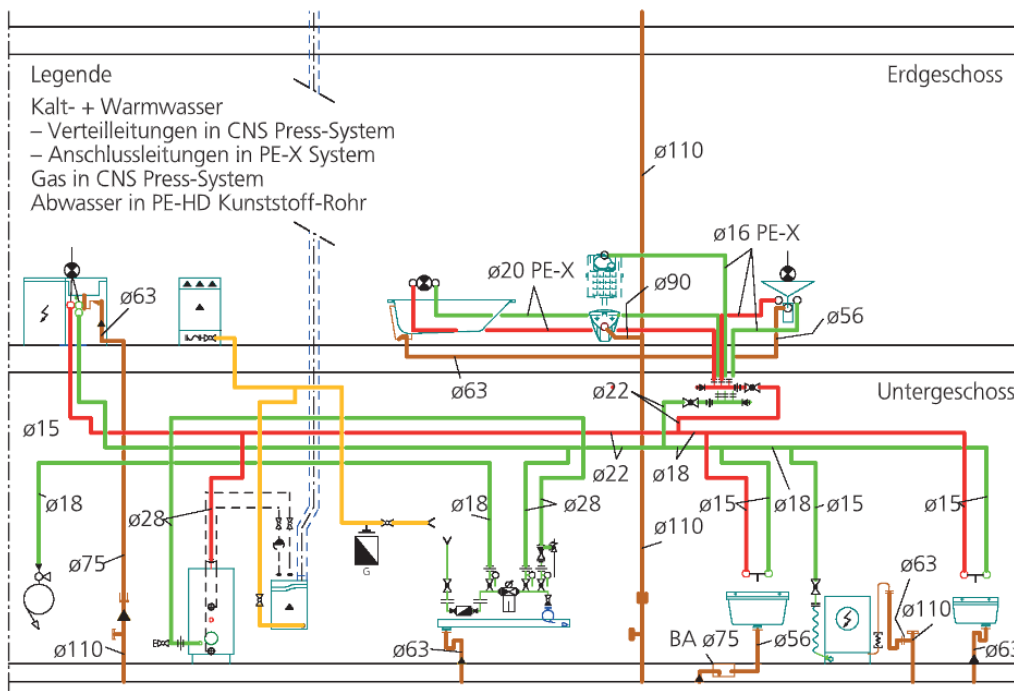 Legende
Erdgeschoss
Kalt- + Warmwasser
– Verteilleitungen in CNS Press-System
– Anschlussleitungen in PE-X System
Gas in CNS Press-System
Abwasser in PE-HD Kunststoff-Rohr
ø110
ø16 PE-X
ø20 PE-X
ø63
ø90
ø56
ø63
ø22
Untergeschoss
ø15
ø22
ø18
ø18
ø28
ø18
ø28
ø15
ø18
ø15
ø15
ø110
ø75
G
ø63
ø110
ø110
ø63
BA ø75
ø56
ø63